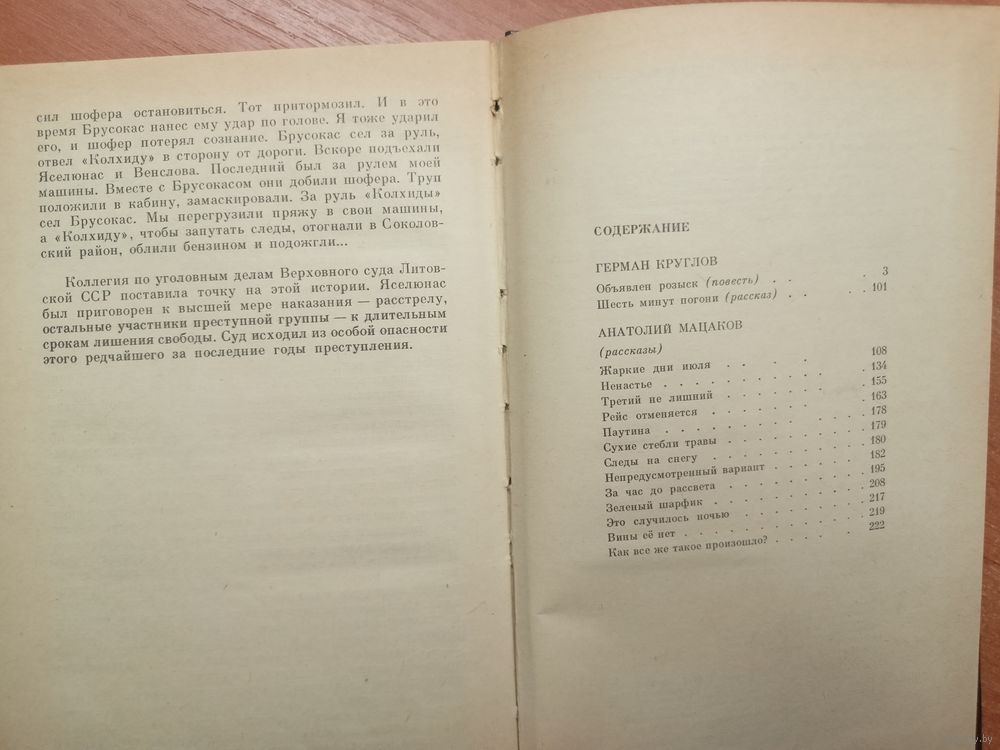 сил шофера остановиться. Тот притормозил. И в это
время Брусокас нанес ему удар по голове. Я тоже ударил
его, и шофер потерял сознание. Брусокас сел за руль,
отвел «Колхиду» в сторону от дороги. Вскоре подъехали
Яселюнас и Венслова. Последний был за рулем моей
машины. Вместе с Брусокасом они добили шофера. Труп
положили в кабину, замаскировали. За руль «Колхиды»
сел Брусокас. Мы перегрузили пряжу в свои машины,
а «Колхиду», чтобы запутать следы, отогнали в Соколов-
ский район, облили бензином и подожгли...
Коллегия по уголовным делам Верховного суда Литов-
ской ССР поставила точку на этой истории. Яселюнас
был приговорен к высшей мере наказания — расстрелу,
остальные участники преступной группы — к длительным
срокам лишения свободы. Суд исходил из особой опасности
этого редчайшего за последние годы преступления.
СОДЕРЖАНИЕ
ГЕРМАН КРУГЛОВ
Объявлен розыск (повесть) . . . 3
Шесть минут погони (рассказ) . . . . 101
АНАТОЛИЙ МАЦАКОВ
(рассказы)
Жаркие дни июля . . . . 108
Ненастье . . . . . . . . 134
Третий не лишний . . . . . . . 155
Рейс отменяется . . . . . . . 163
Паутина . . . . . . . . . 178
Сухие стебли травы . . . . . . . 179
Следы на снегу . . . . . . . 180
Непредусмотренный вариант . . . . . . 182
За час до рассвета . . . . . . . 195
Зеленый шарфик . . . . . . . . 208
Это случилось ночью . . . . . . . 217
Вины её нет . . . . . . . . 219
Как все же такое произошло? . . . . . 222